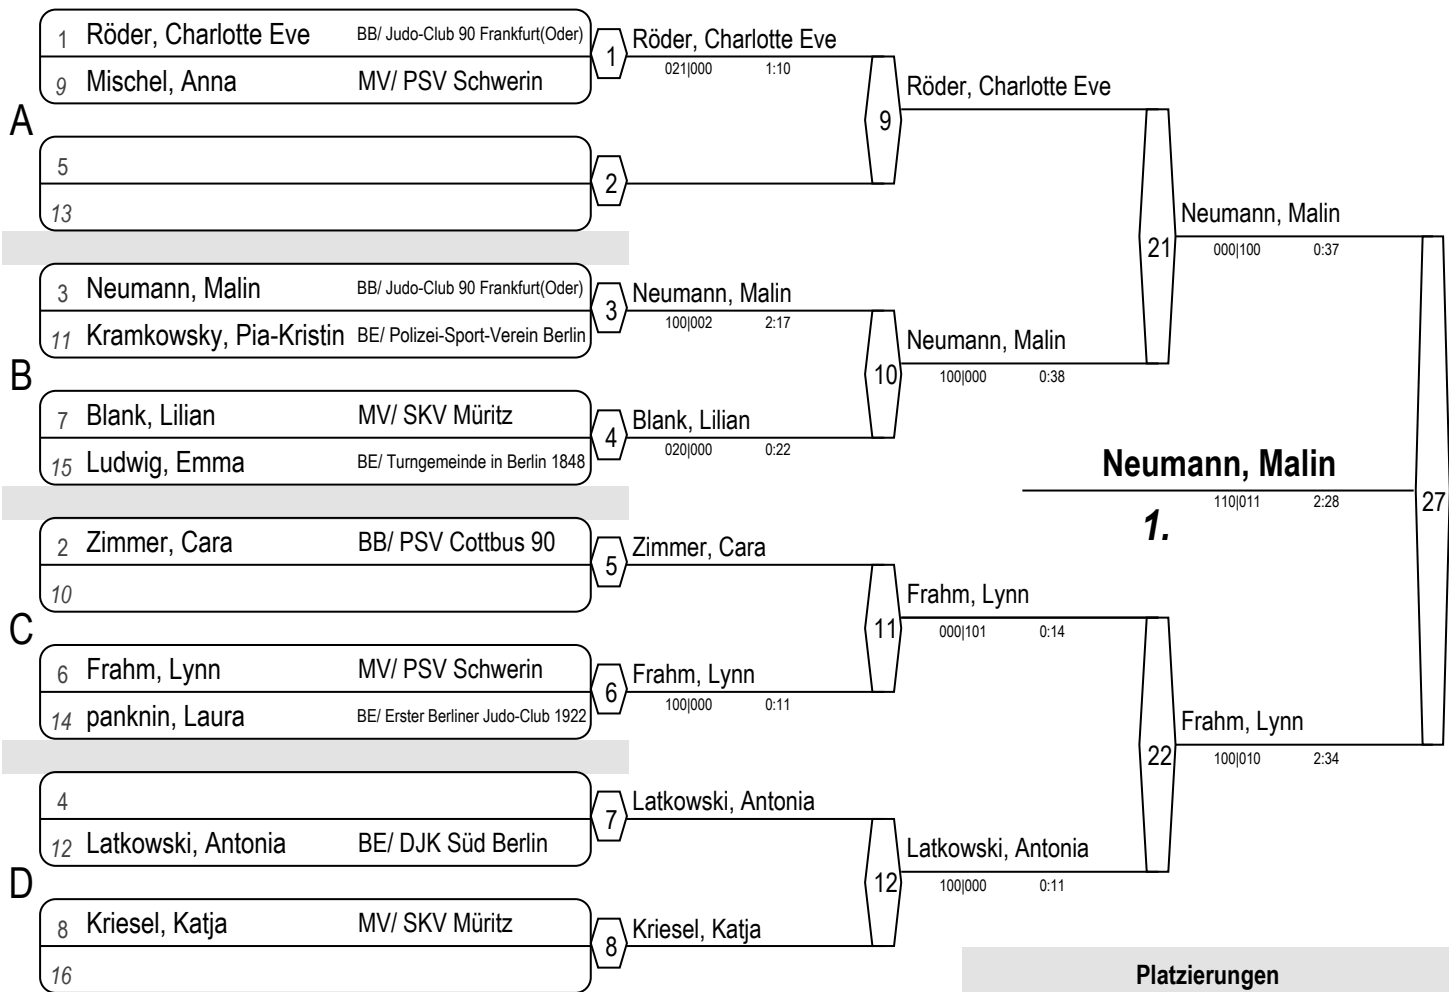 1 Röder, Charlotte Eve BB/ Judo-Club 90 Frankfurt(Oder)
9 Mischel, Anna MV/ PSV Schwerin
1
Röder, Charlotte Eve
021|000 1:10
A
5
13
2
9
Röder, Charlotte Eve
3 Neumann, Malin BB/ Judo-Club 90 Frankfurt(Oder)
11 Kramkowsky, Pia-Kristin BE/ Polizei-Sport-Verein Berlin
3
Neumann, Malin
100|002 2:17
B
7 Blank, Lilian MV/ SKV Müritz
15 Ludwig, Emma BE/ Turngemeinde in Berlin 1848
4
Blank, Lilian
020|000 0:22
10
Neumann, Malin
100|000 0:38
21
Neumann, Malin
000|100 0:37
2 Zimmer, Cara BB/ PSV Cottbus 90
10
5
Zimmer, Cara
C
6 Frahm, Lynn MV/ PSV Schwerin
14 panknin, Laura BE/ Erster Berliner Judo-Club 1922
6
Frahm, Lynn
100|000 0:11
11
Frahm, Lynn
000|101 0:14
4
12 Latkowski, Antonia BE/ DJK Süd Berlin
7
Latkowski, Antonia
D
8 Kriesel, Katja MV/ SKV Müritz
16
8
Kriesel, Katja
12
Latkowski, Antonia
100|000 0:11
22
Frahm, Lynn
100|010 2:34
27
Neumann, Malin
110|011 2:28
1.
Platzierungen